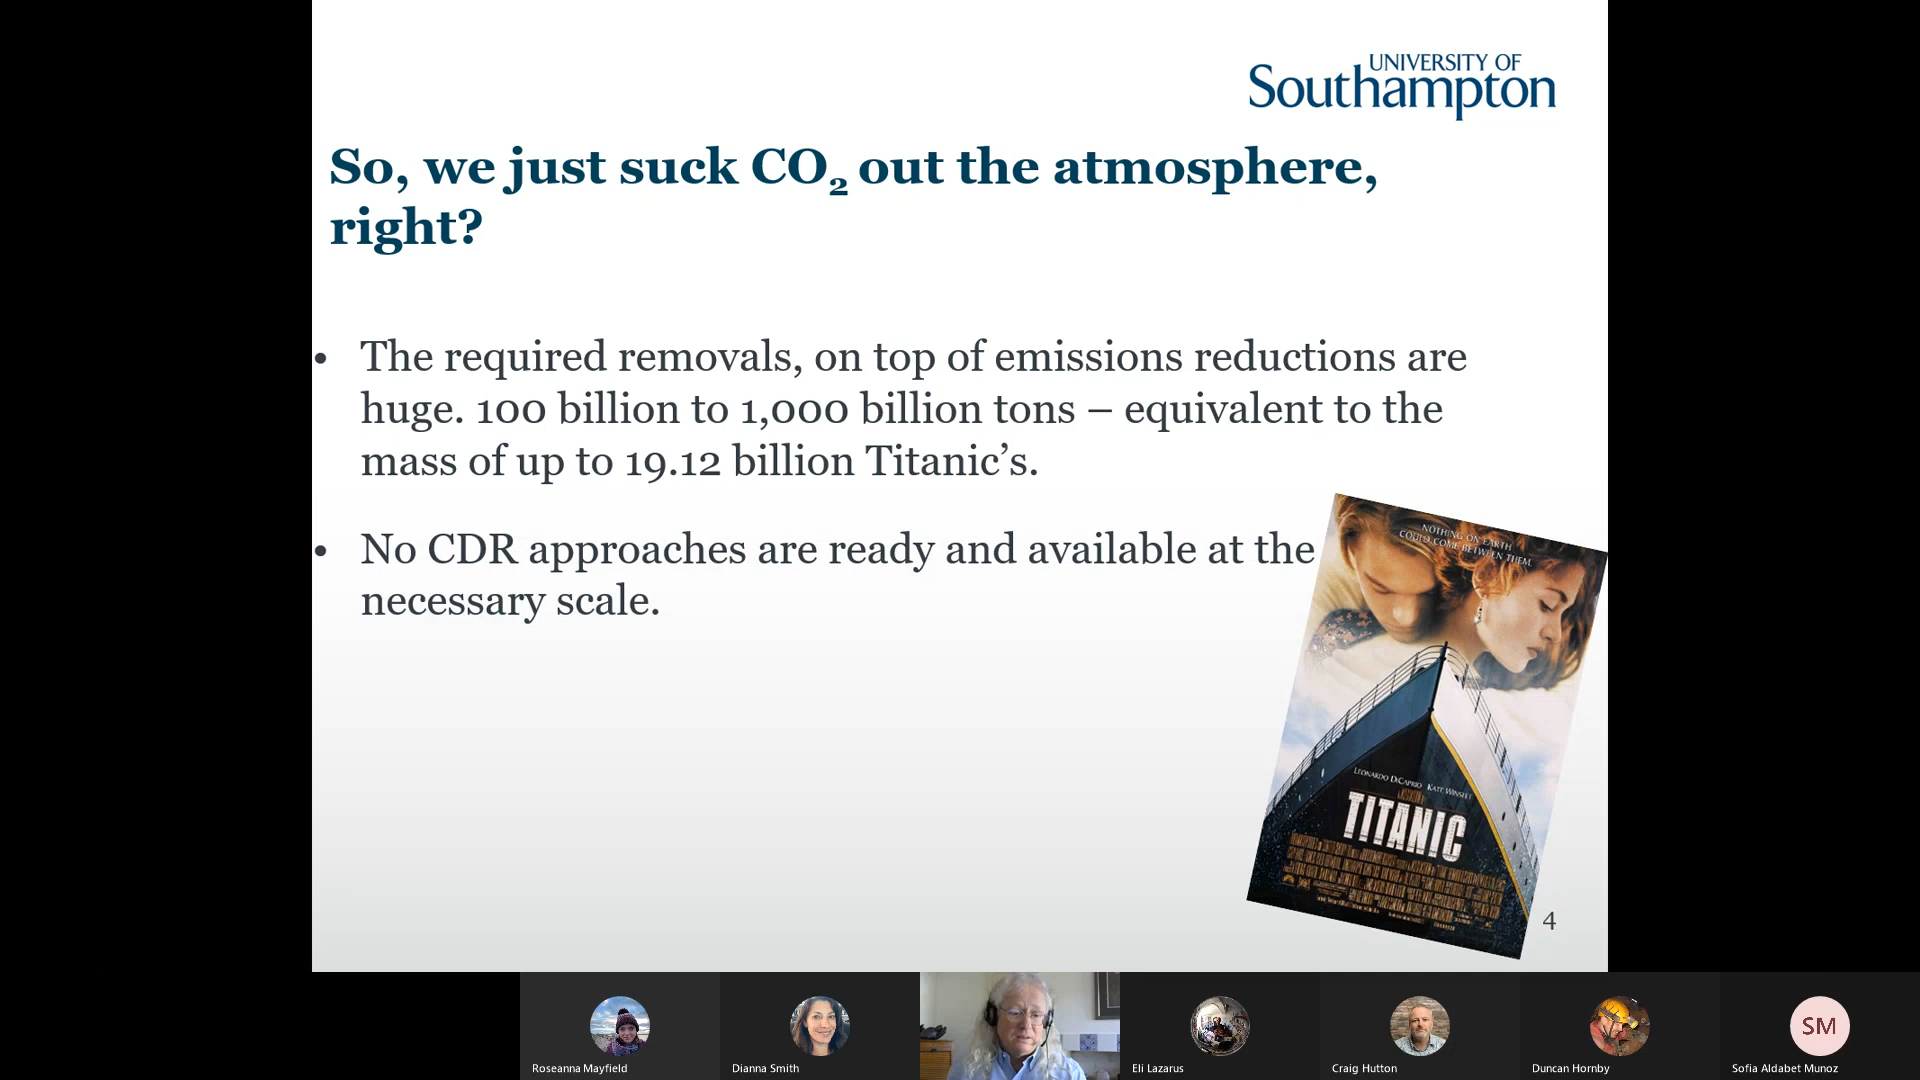 UNIVERSITY OF
Southampton
So, we just suck CO₂ out the atmosphere,
right?
• The required removals, on top of emissions reductions are
huge. 100 billion to 1,000 billion tons – equivalent to the
mass of up to 19.12 billion Titanic’s.
• No CDR approaches are ready and available at the
necessary scale.
NOTHING ON EARTH
COULD COME BETWEEN THEM.
LEONARDO DICAPRIO KATE WINSLET
TITANIC
4
Roseanna Mayfield
Dianna Smith
Eli Lazarus
Craig Hutton
Duncan Hornby
SM
Sofia Aldabet Munoz